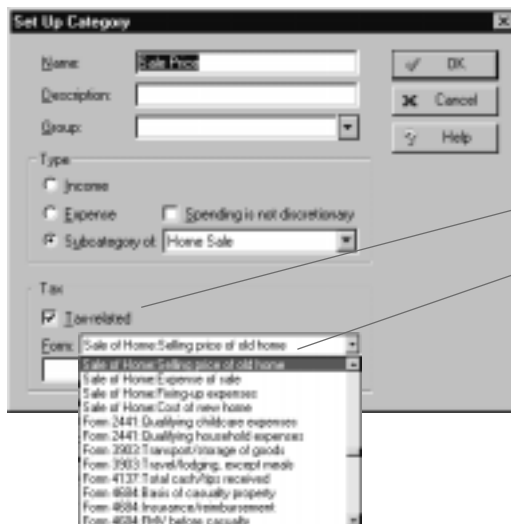 Set Up Category
Name: Sale Price
OK
Description:
Cancel
Group:
Help
Type
Income
Expense Spending is not discretionary
Subcategory of: Home Sale
Tax
Tax-related
Form: Sale of Home:Selling price of old home
Sale of Home:Selling price of old home
Sale of Home:Expense of sale
Sale of Home:Fixing-up expenses
Sale of Home:Cost of new home
Form 2441:Qualifying childcare expenses
Form 2441:Qualifying household expenses
Form 3903:Transport/storage of goods
Form 3903:Travel/lodging, except meals
Form 4137:Total cash/tips received
Form 4684:Basis of casualty property
Form 4684:Insurance/reimbursement
Form 4684:FMV before casualty